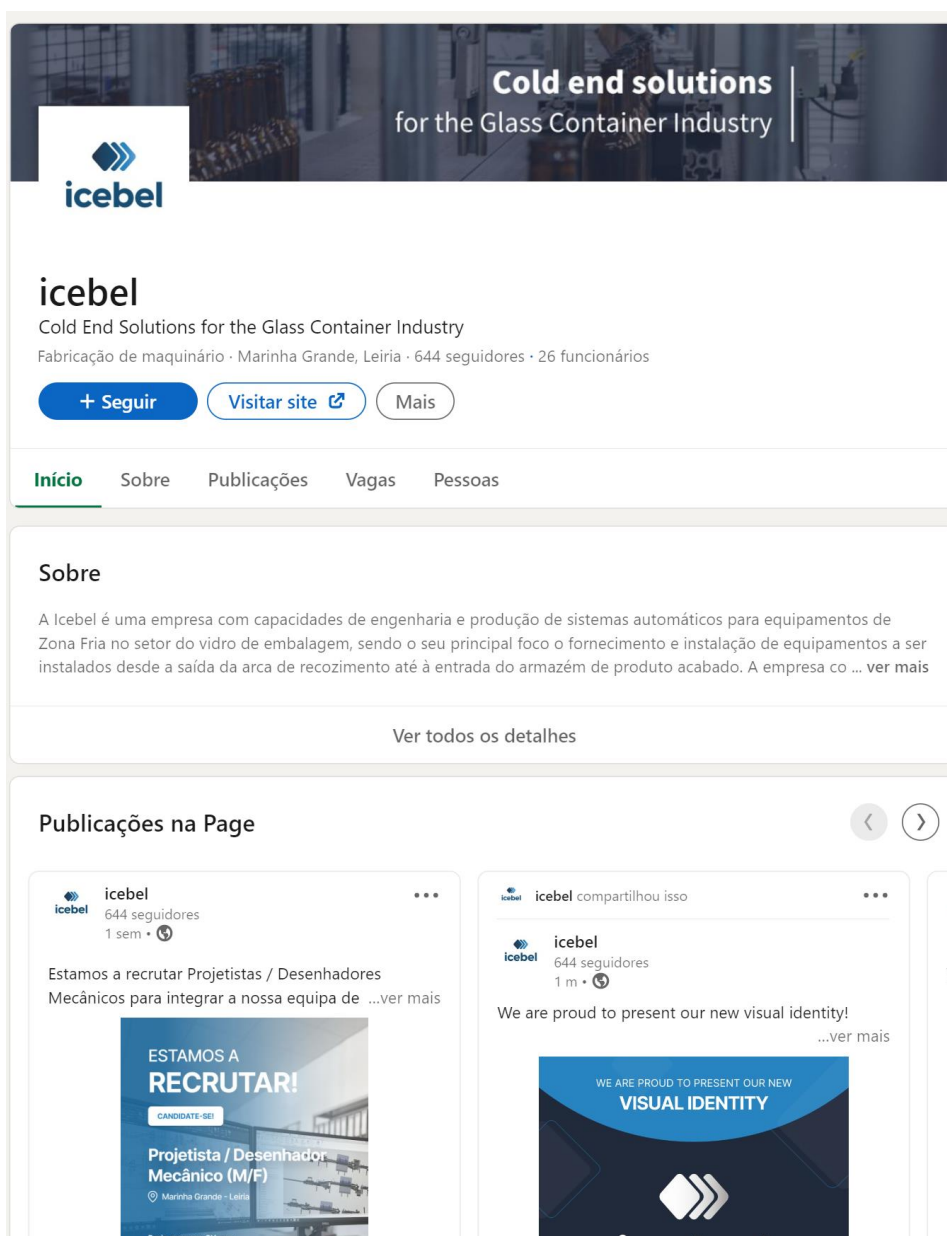 Cold end solutions
for the Glass Container Industry
icebel
icebel
Cold End Solutions for the Glass Container Industry
Fabricação de maquinário · Marinha Grande, Leiria · 644 seguidores · 26 funcionários
+ Seguir
Visitar site
Mais
Início
Sobre
Publicações
Vagas
Pessoas
Sobre
A Icebel é uma empresa com capacidades de engenharia e produção de sistemas automáticos para equipamentos de
Zona Fria no setor do vidro de embalagem, sendo o seu principal foco o fornecimento e instalação de equipamentos a ser
instalados desde a saída da arca de recozimento até à entrada do armazém de produto acabado. A empresa co ... ver mais
Ver todos os detalhes
Publicações na Page
icebel
icebel
644 seguidores
1 sem •
Estamos a recrutar Projetistas / Desenhadores
Mecânicos para integrar a nossa equipa de ...ver mais
ESTAMOS A
RECRUTAR!
CANDIDATE-SE!
Projetista / Desenhador
Mecânico (M/F)
Marinha Grande - Leiria
icebel
icebel compartilhou isso
icebel
icebel
644 seguidores
1 m •
We are proud to present our new visual identity!
...ver mais
WE ARE PROUD TO PRESENT OUR NEW
VISUAL IDENTITY